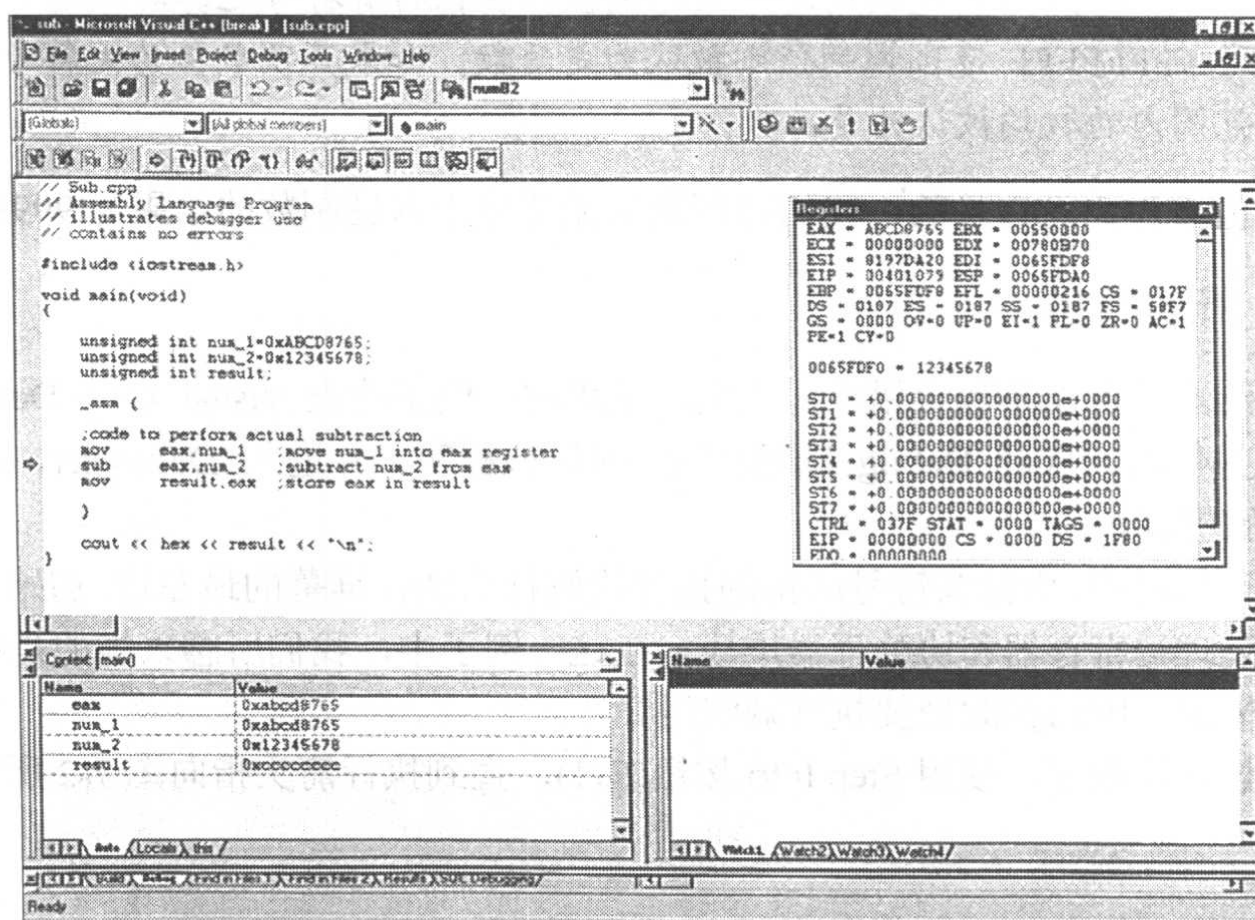 sub - Microsoft Visual C++ [break] - [sub.cpp]
File Edit View Insert Project Debug Tools Window Help
numB2
(Globals) (All global members) main
// Sub.cpp
// Assembly Language Program
// illustrates debugger use
// contains no errors
#include <iostream.h>
void main(void)
{
unsigned int num_1=0xABCD8765;
unsigned int num_2=0x12345678;
unsigned int result;
_asm {
;code to perform actual subtraction
mov eax,num_1 ;move num_1 into eax register
sub eax,num_2 ;subtract num_2 from eax
mov result,eax ;store eax in result
}
cout << hex << result << "\n";
}
Registers
EAX = ABCD8765 EBX = 00550000
ECX = 00000000 EDX = 00780B70
ESI = 8197DA20 EDI = 0065FDF8
EIP = 00401079 ESP = 0065FDA0
EBP = 0065FDF8 EFL = 00000216 CS = 017F
DS = 0187 ES = 0187 SS = 0187 FS = 58F7
GS = 0000 OV=0 UP=0 EI=1 PL=0 ZR=0 AC=1
PE=1 CY=0
0065FDF0 = 12345678
ST0 = +0.00000000000000000e+0000
ST1 = +0.00000000000000000e+0000
ST2 = +0.00000000000000000e+0000
ST3 = +0.00000000000000000e+0000
ST4 = +0.00000000000000000e+0000
ST5 = +0.00000000000000000e+0000
ST6 = +0.00000000000000000e+0000
ST7 = +0.00000000000000000e+0000
CTRL = 037F STAT = 0000 TAGS = 0000
EIP = 00000000 CS = 0000 DS = 1F80
EDO = 00000000
Context: main()
Name Value
eax 0xabcd8765
num_1 0xabcd8765
num_2 0x12345678
result 0xcccccccc
Auto Locals this
Name Value
Watch1 Watch2 Watch3 Watch4
Build Debug Find in Files 1 Find in Files 2 Results SQL Debugging
Ready